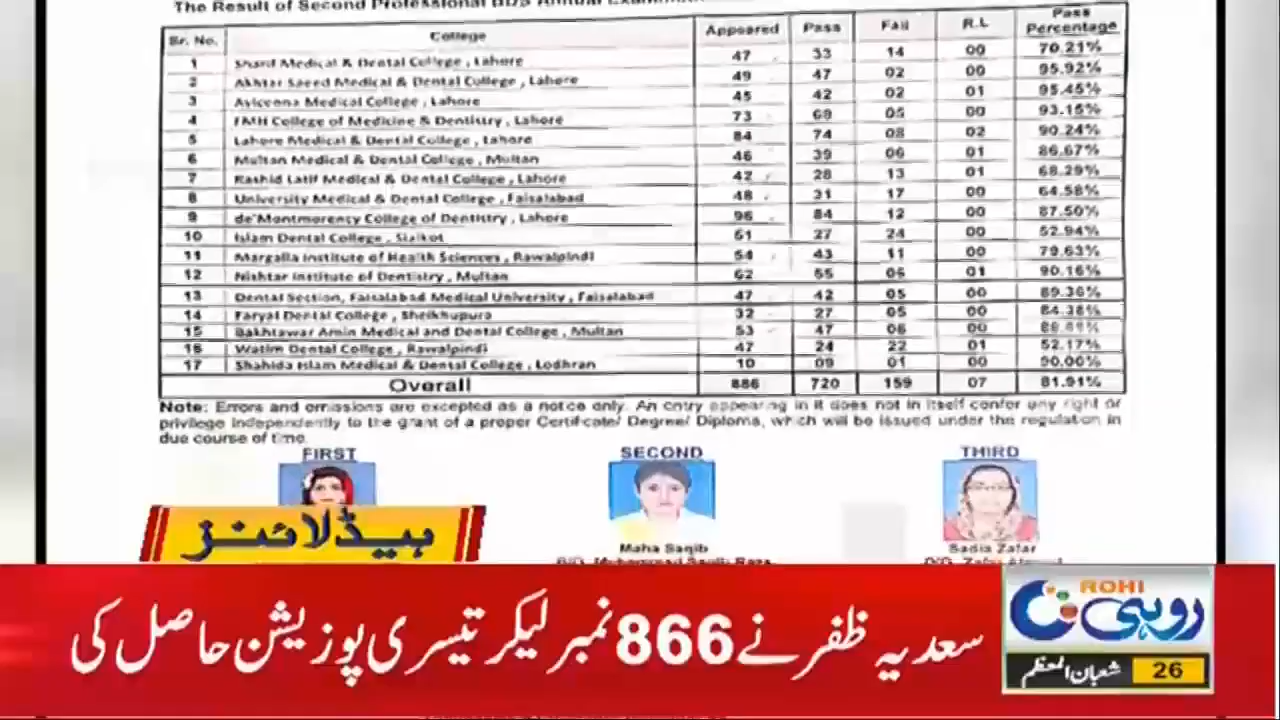 The Result of Second Professional BDS Annual
Sr. No. College Appeared Pass Fail R.L Pass Percentage
1 Sharif Medical & Dental College , Lahore 47 33 14 00 70.21%
2 Akhtar Saeed Medical & Dental College , Lahore 49 47 02 00 95.92%
3 Avicenna Medical College , Lahore 45 42 02 01 95.45%
4 FMH College of Medicine & Dentistry , Lahore 73 68 05 00 93.15%
5 Lahore Medical & Dental College , Lahore 84 74 08 02 90.24%
6 Multan Medical & Dental College , Multan 46 39 06 01 86.67%
7 Rashid Latif Medical & Dental College , Lahore 42 28 13 01 68.29%
8 University Medical & Dental College , Faisalabad 48 31 17 00 64.58%
9 de'Montmorency College of Dentistry , Lahore 96 84 12 00 87.50%
10 Islam Dental College , Sialkot 51 27 24 00 52.94%
11 Margalla Institute of Health Sciences , Rawalpindi 54 43 11 00 79.63%
12 Nishtar Institute of Dentistry , Multan 62 55 06 01 90.16%
13 Dental Section, Faisalabad Medical University , Faisalabad 47 42 05 00 89.36%
14 Faryal Dental College , Sheikhupura 32 27 05 00 84.38%
15 Bakhtawar Amin Medical and Dental College , Multan 53 47 06 00
16 Watim Dental College , Rawalpindi 47 24 22 01 52.17%
17 Shahida Islam Medical & Dental College , Lodhran 10 09 01 00 90.00%
Overall 886 720 159 07 81.91%
Note: Errors and omissions are excepted as a notice only. An entry appearing in it does not in itself confer any right or
privilege independently to the grant of a proper Certificate/ Degree/ Diploma, which will be issued under the regulation in
due course of time.
FIRST SECOND THIRD
Maha Saqib Sadia Zafar
ہیڈلائنز
سعدیہ ظفر نے 866 نمبر لیکر تیسری پوزیشن حاصل کی
ROHI
روہی
26 شعبان المعظم